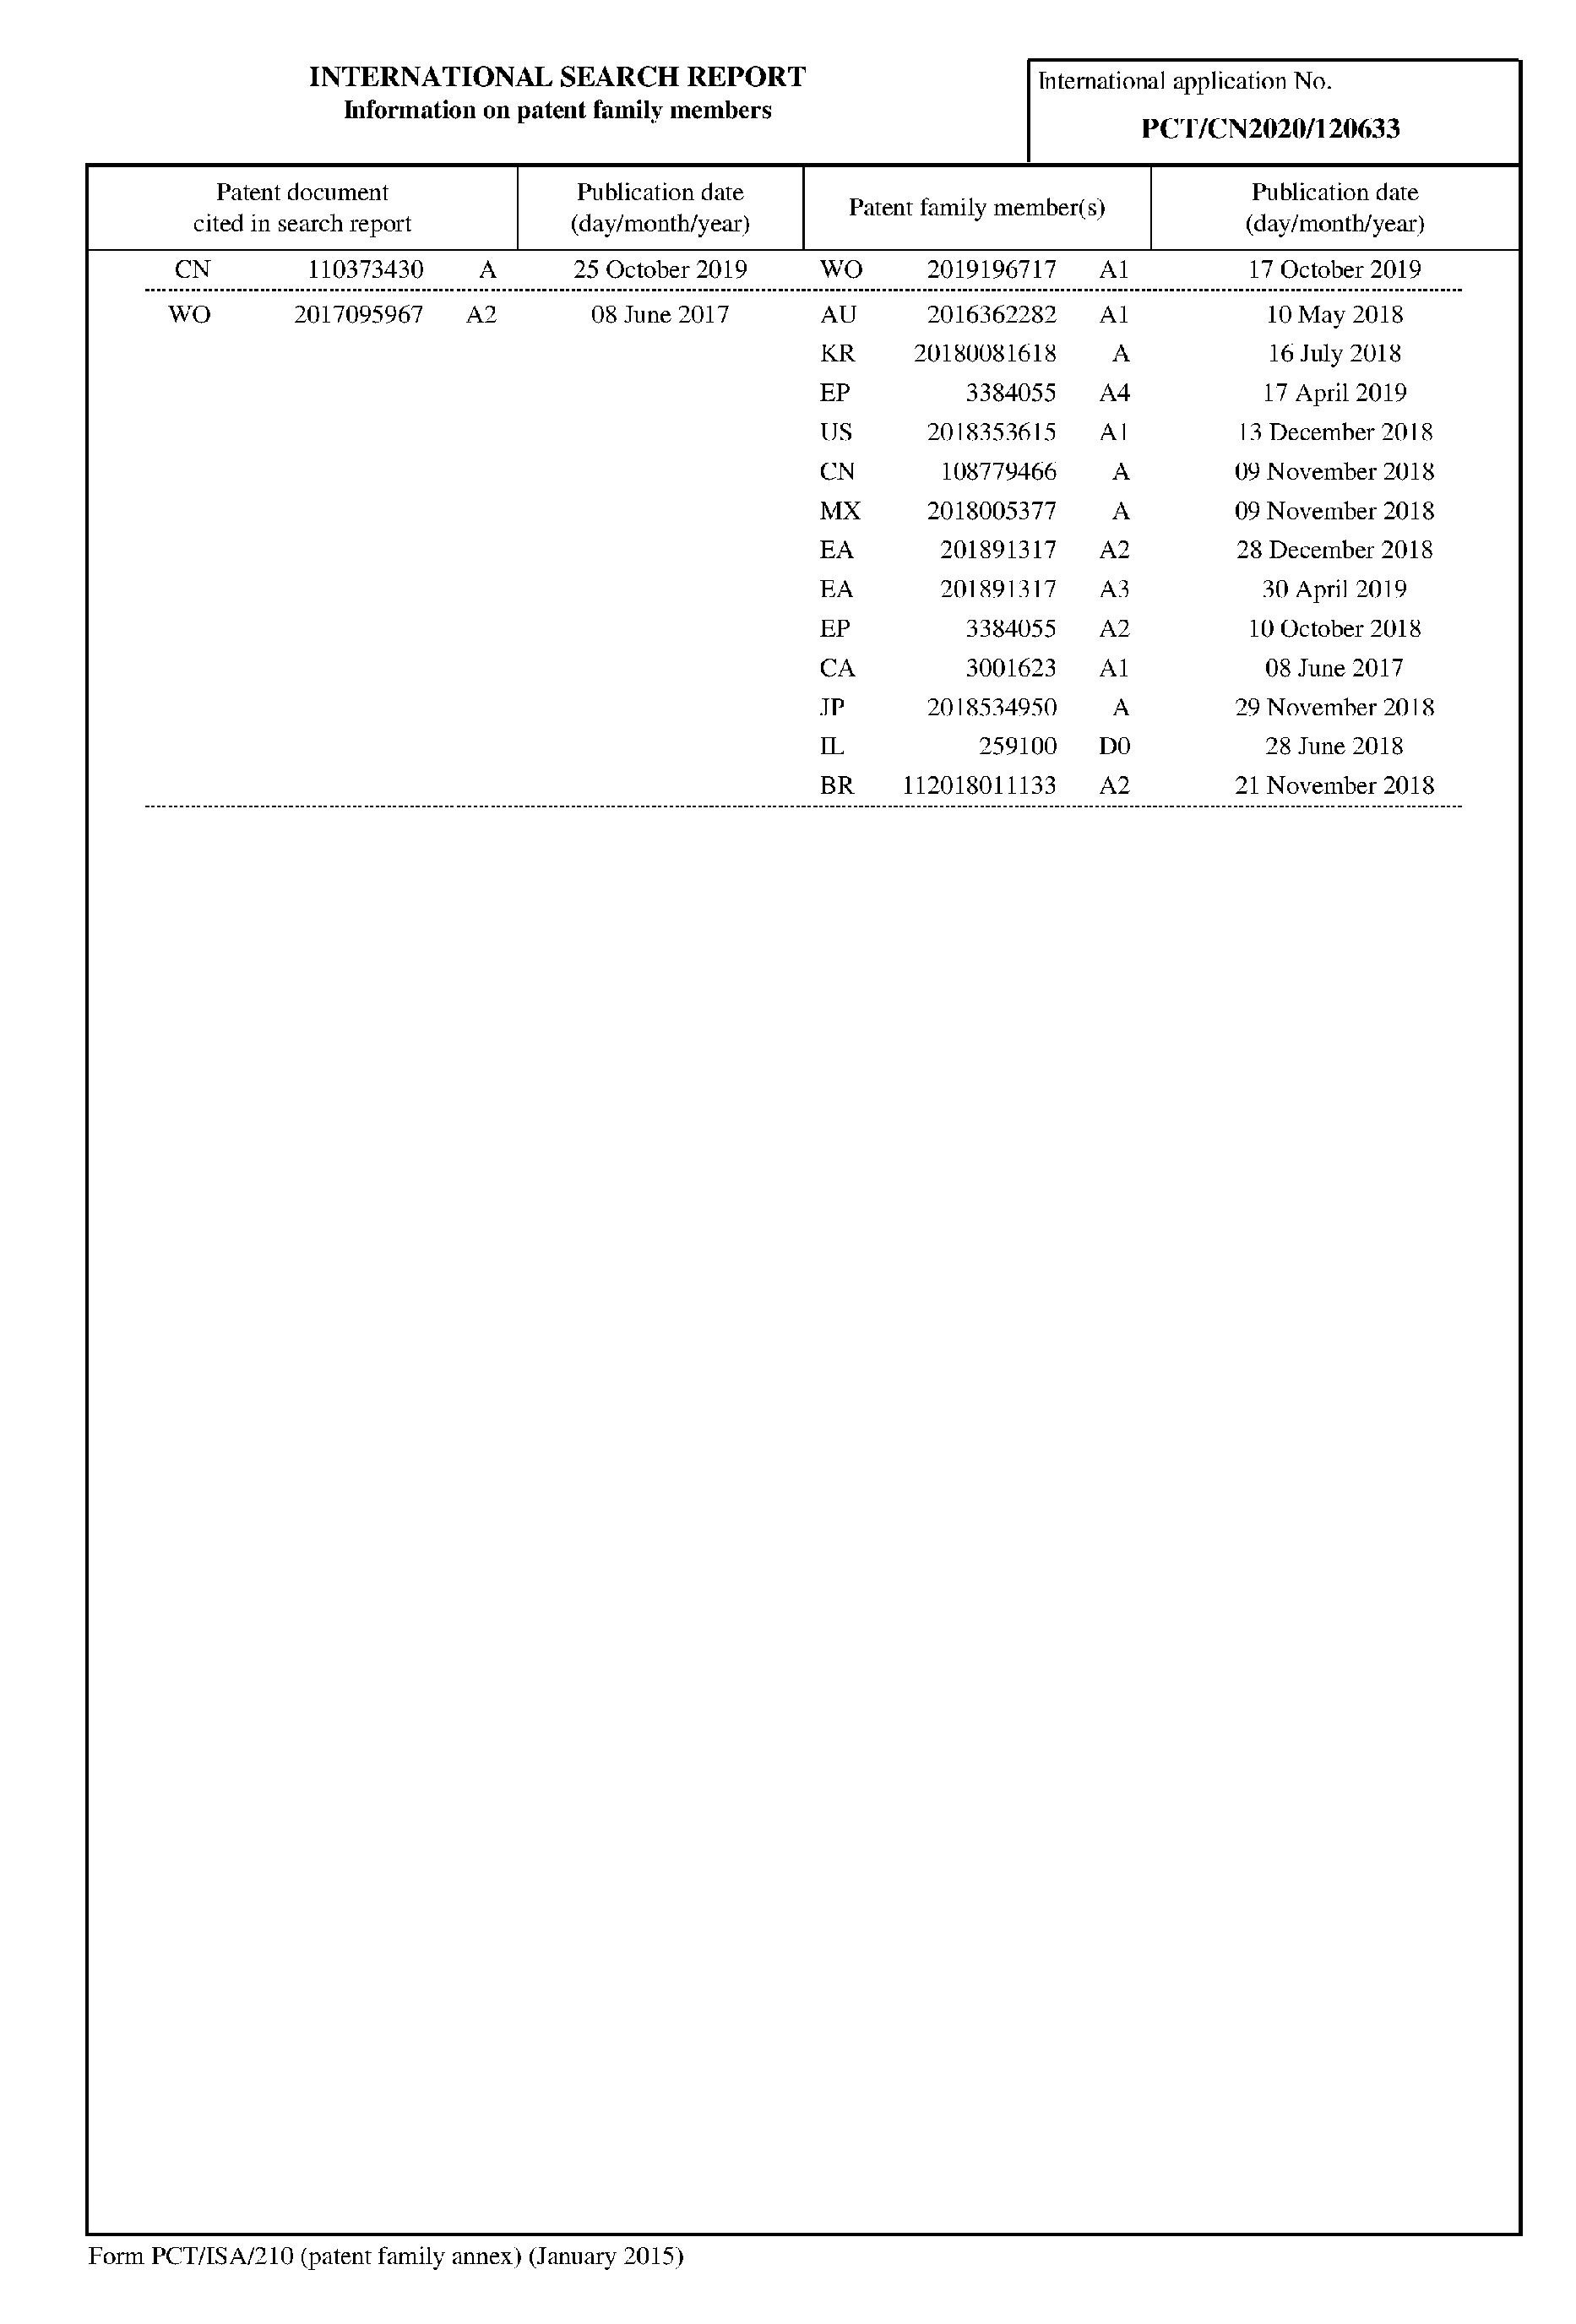 INTERNATIONAL SEARCH REPORT
Information on patent family members
International application No.
PCT/CN2020/120633
Patent document
cited in search report
Publication date
(day/month/year)
Patent family member(s)
Publication date
(day/month/year)
CN 110373430 A 25 October 2019 WO 2019196717 A1 17 October 2019
WO 2017095967 A2 08 June 2017 AU 2016362282 A1 10 May 2018
KR 20180081618 A 16 July 2018
EP 3384055 A4 17 April 2019
US 2018353615 A1 13 December 2018
CN 108779466 A 09 November 2018
MX 2018005377 A 09 November 2018
EA 201891317 A2 28 December 2018
EA 201891317 A3 30 April 2019
EP 3384055 A2 10 October 2018
CA 3001623 A1 08 June 2017
JP 2018534950 A 29 November 2018
IL 259100 D0 28 June 2018
BR 112018011133 A2 21 November 2018
Form PCT/ISA/210 (patent family annex) (January 2015)